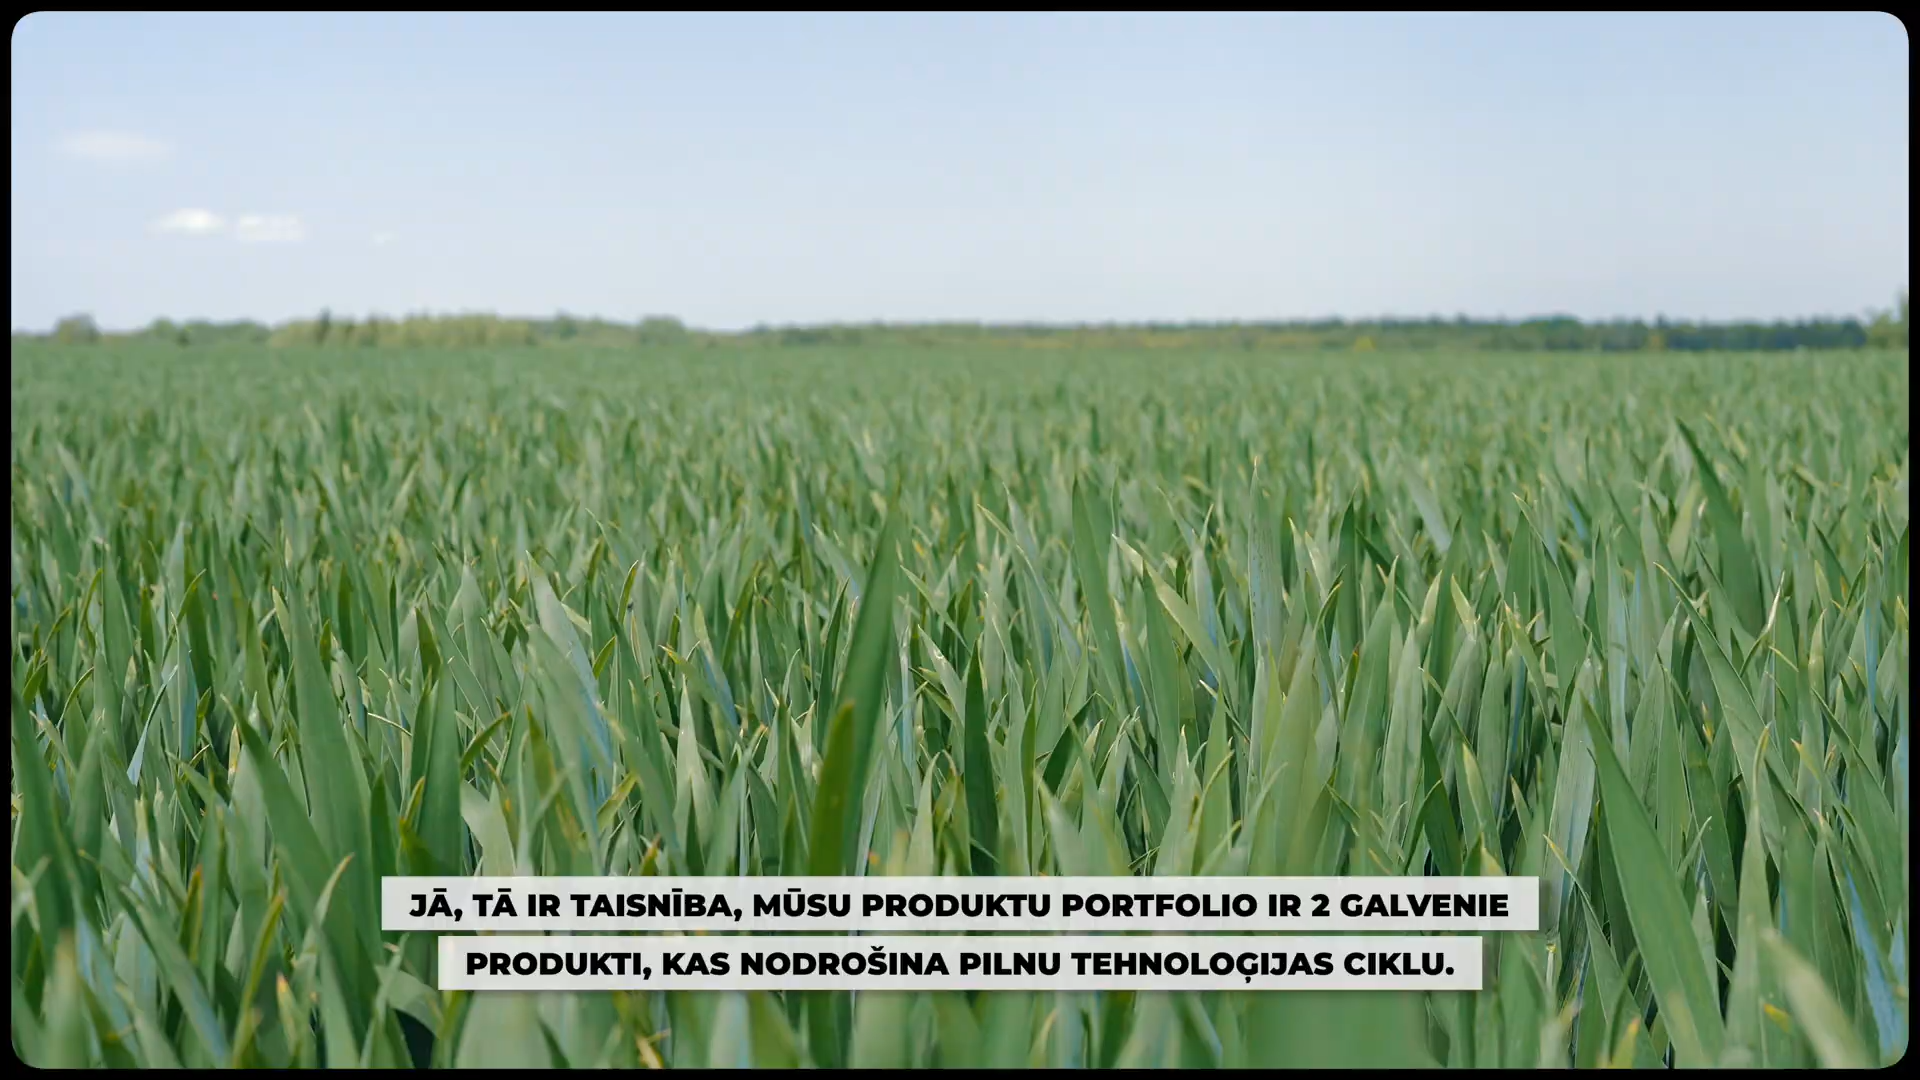 JĀ, TĀ IR TAISNĪBA, MŪSU PRODUKTU PORTFOLIO IR 2 GALVENIE
PRODUKTI, KAS NODROŠINA PILNU TEHNOLOĢIJAS CIKLU.